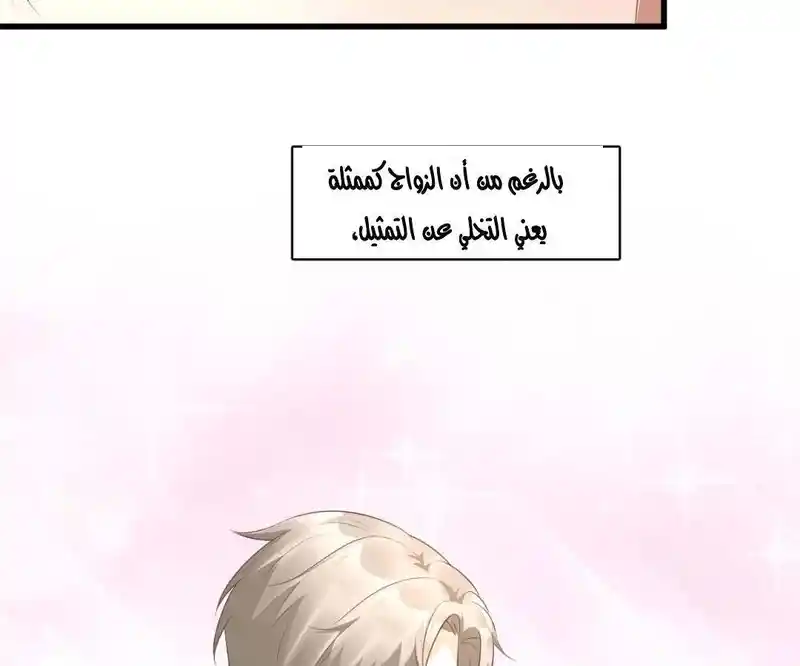 بالرغم من أن الزواج كممثلة
يعني التخلي عن التمثيل،